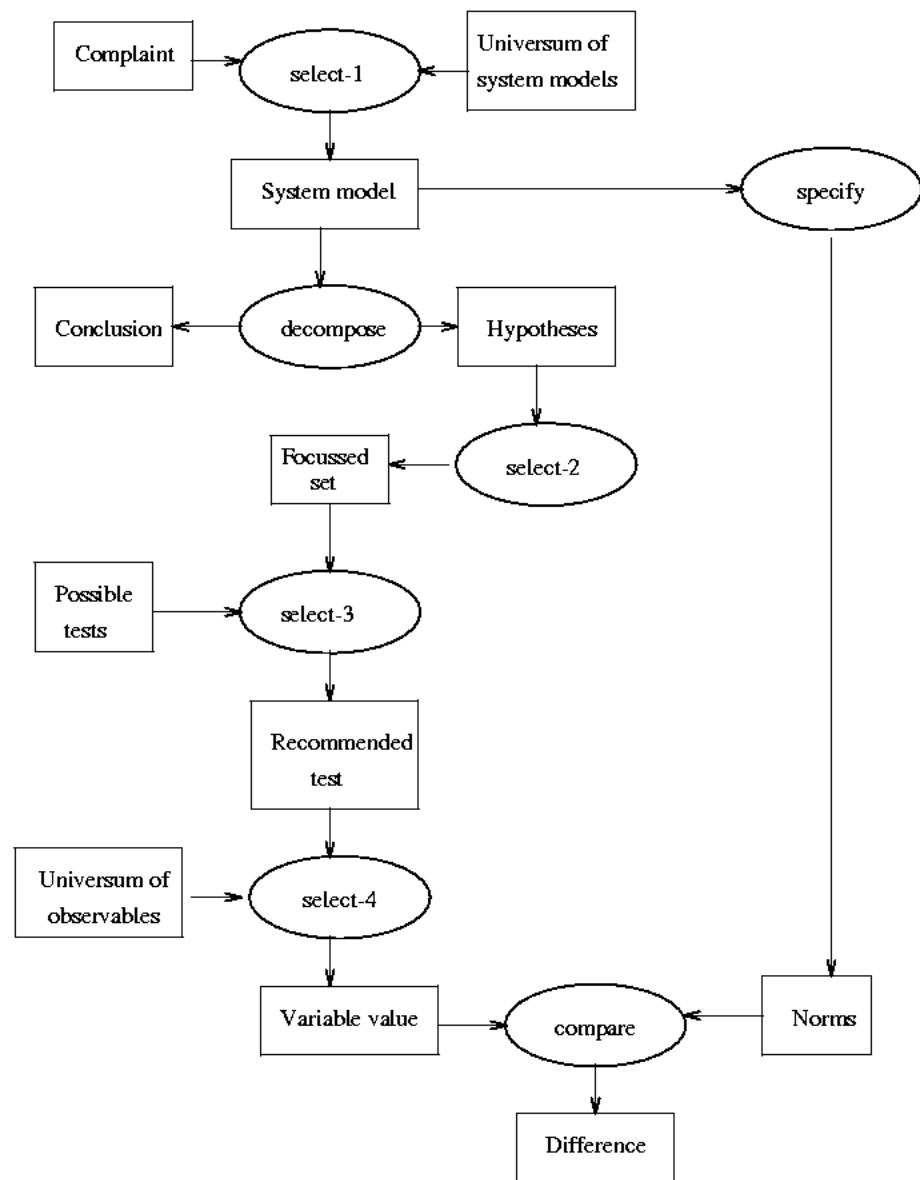 Complaint
select-1
Universum of
system models
System model
specify
Conclusion
decompose
Hypotheses
Focussed
set
select-2
Possible
tests
select-3
Recommended
test
Universum of
observables
select-4
Variable value
compare
Norms
Difference